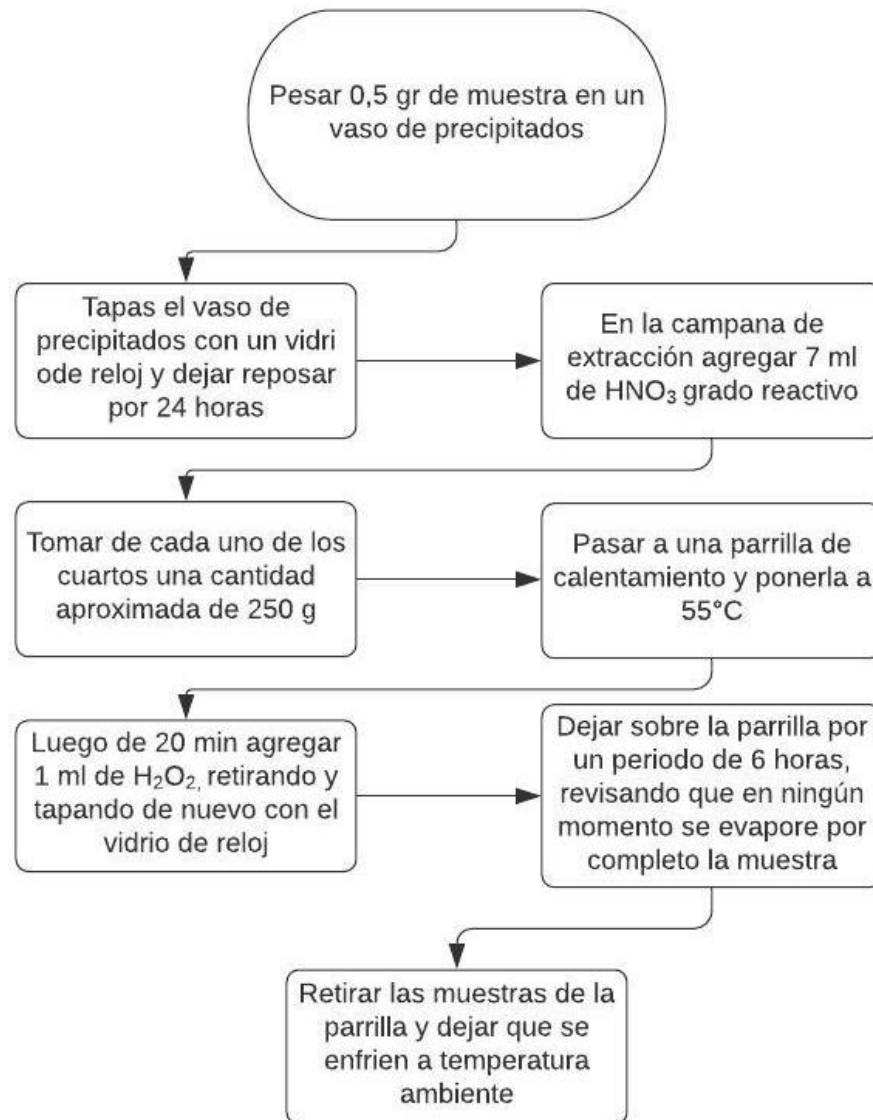 Pesar 0,5 gr de muestra en un
vaso de precipitados
Tapas el vaso de
precipitados con un vidri
ode reloj y dejar reposar
por 24 horas
En la campana de
extracción agregar 7 ml
de HNO₃ grado reactivo
Tomar de cada uno de los
cuartos una cantidad
aproximada de 250 g
Pasar a una parrilla de
calentamiento y ponerla a
55°C
Luego de 20 min agregar
1 ml de H₂O₂, retirando y
tapando de nuevo con el
vidrio de reloj
Dejar sobre la parrilla por
un periodo de 6 horas,
revisando que en ningún
momento se evapore por
completo la muestra
Retirar las muestras de la
parrilla y dejar que se
enfrien a temperatura
ambiente